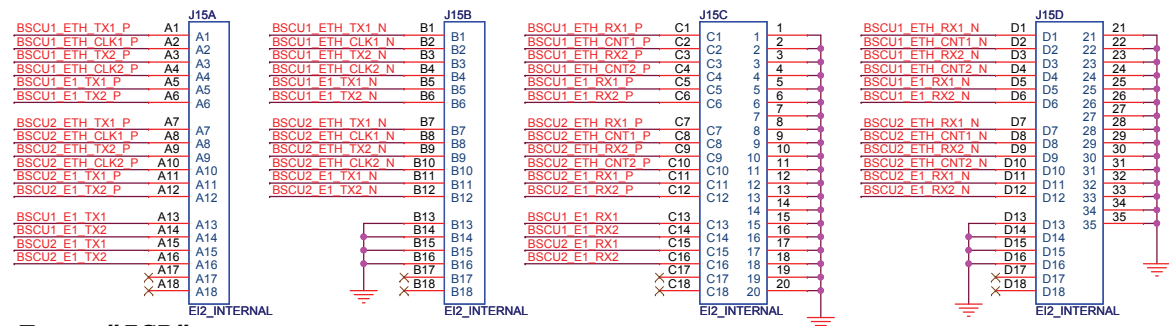 J15A
BSCU1_ETH_TX1_P A1 A1
BSCU1_ETH_CLK1_P A2 A2
BSCU1_ETH_TX2_P A3 A3
BSCU1_ETH_CLK2_P A4 A4
BSCU1_E1_TX1_P A5 A5
BSCU1_E1_TX2_P A6 A6
BSCU2_ETH_TX1_P A7 A7
BSCU2_ETH_CLK1_P A8 A8
BSCU2_ETH_TX2_P A9 A9
BSCU2_ETH_CLK2_P A10 A10
BSCU2_E1_TX1_P A11 A11
BSCU2_E1_TX2_P A12 A12
BSCU1_E1_TX1 A13 A13
BSCU1_E1_TX2 A14 A14
BSCU2_E1_TX1 A15 A15
BSCU2_E1_TX2 A16 A16
A17 A17
A18 A18
EI2_INTERNAL
J15B
BSCU1_ETH_TX1_N B1 B1
BSCU1_ETH_CLK1_N B2 B2
BSCU1_ETH_TX2_N B3 B3
BSCU1_ETH_CLK2_N B4 B4
BSCU1_E1_TX1_N B5 B5
BSCU1_E1_TX2_N B6 B6
BSCU2_ETH_TX1_N B7 B7
BSCU2_ETH_CLK1_N B8 B8
BSCU2_ETH_TX2_N B9 B9
BSCU2_ETH_CLK2_N B10 B10
BSCU2_E1_TX1_N B11 B11
BSCU2_E1_TX2_N B12 B12
B13 B13
B14 B14
B15 B15
B16 B16
B17 B17
B18 B18
EI2_INTERNAL
J15C
BSCU1_ETH_RX1_P C1 C1 1 1
BSCU1_ETH_CNT1_P C2 C2 2 2
BSCU1_ETH_RX2_P C3 C3 3 3
BSCU1_ETH_CNT2_P C4 C4 4 4
BSCU1_E1_RX1_P C5 C5 5 5
BSCU1_E1_RX2_P C6 C6 6 6
7 7
BSCU2_ETH_RX1_P C7 C7 8 8
BSCU2_ETH_CNT1_P C8 C8 9 9
BSCU2_ETH_RX2_P C9 C9 10 10
BSCU2_ETH_CNT2_P C10 C10 11 11
BSCU2_E1_RX1_P C11 C11 12 12
BSCU2_E1_RX2_P C12 C12 13 13
14 14
BSCU1_E1_RX1 C13 C13 15 15
BSCU1_E1_RX2 C14 C14 16 16
BSCU2_E1_RX1 C15 C15 17 17
BSCU2_E1_RX2 C16 C16 18 18
C17 C17 19 19
C18 C18 20 20
EI2_INTERNAL
J15D
BSCU1_ETH_RX1_N D1 D1 21 21
BSCU1_ETH_CNT1_N D2 D2 22 22
BSCU1_ETH_RX2_N D3 D3 23 23
BSCU1_ETH_CNT2_N D4 D4 24 24
BSCU1_E1_RX1_N D5 D5 25 25
BSCU1_E1_RX2_N D6 D6 26 26
27 27
BSCU2_ETH_RX1_N D7 D7 28 28
BSCU2_ETH_CNT1_N D8 D8 29 29
BSCU2_ETH_RX2_N D9 D9 30 30
BSCU2_ETH_CNT2_N D10 D10 31 31
BSCU2_E1_RX1_N D11 D11 32 32
BSCU2_E1_RX2_N D12 D12 33 33
34 34
D13 D13 35 35
D14 D14
D15 D15
D16 D16
D17 D17
D18 D18
EI2_INTERNAL